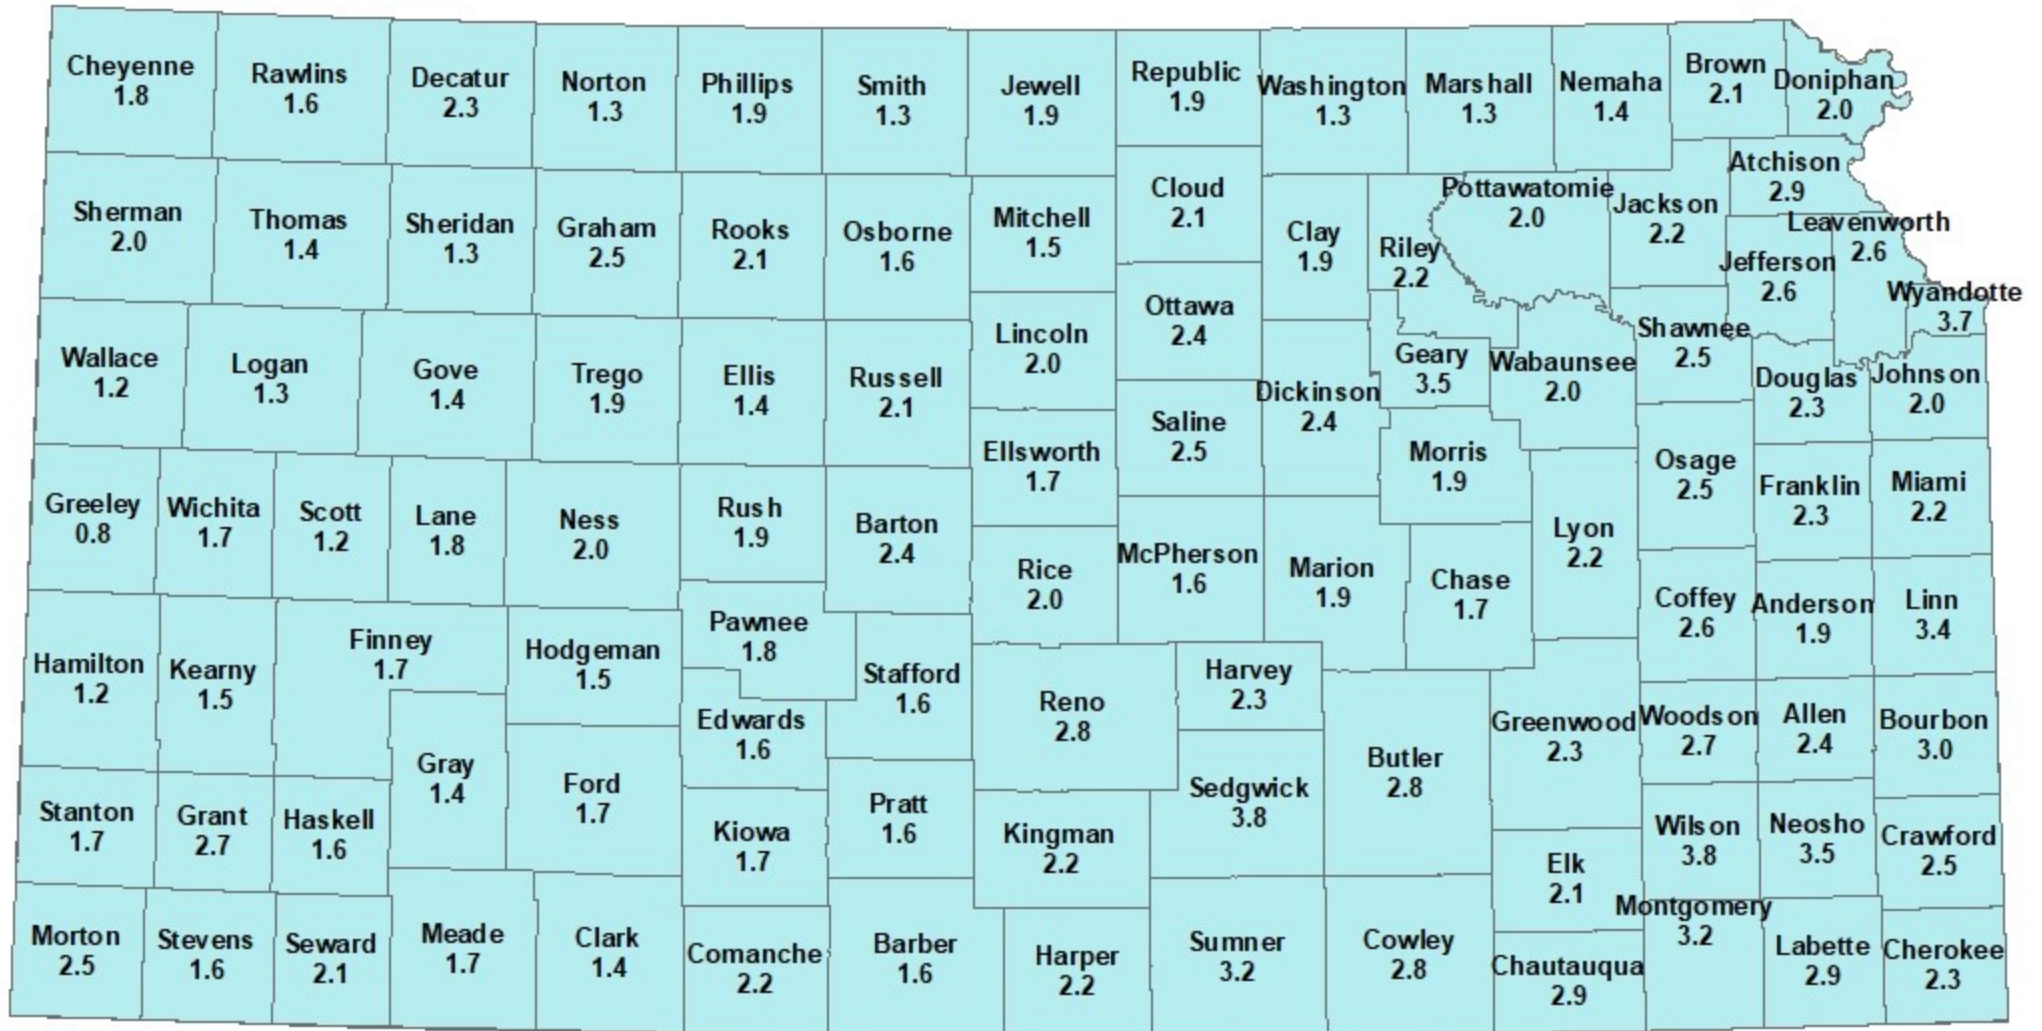 Cheyenne
1.8
Rawlins
1.6
Decatur
2.3
Norton
1.3
Phillips
1.9
Smith
1.3
Jewell
1.9
Republic
1.9
Washington
1.3
Marshall
1.3
Nemaha
1.4
Brown
2.1
Doniphan
2.0
Sherman
2.0
Thomas
1.4
Sheridan
1.3
Graham
2.5
Rooks
2.1
Osborne
1.6
Mitchell
1.5
Cloud
2.1
Clay
1.9
Riley
2.2
Pottawatomie
2.0
Jackson
2.2
Atchison
2.9
Leavenworth
2.6
Jefferson
2.6
Wyandotte
3.7
Wallace
1.2
Logan
1.3
Gove
1.4
Trego
1.9
Ellis
1.4
Russell
2.1
Lincoln
2.0
Ottawa
2.4
Saline
2.5
Dickinson
2.4
Geary
3.5
Wabaunsee
2.0
Shawnee
2.5
Douglas
2.3
Johnson
2.0
Greeley
0.8
Wichita
1.7
Scott
1.2
Lane
1.8
Ness
2.0
Rush
1.9
Barton
2.4
Ellsworth
1.7
Rice
2.0
McPherson
1.6
Marion
1.9
Morris
1.9
Chase
1.7
Lyon
2.2
Osage
2.5
Franklin
2.3
Miami
2.2
Hamilton
1.2
Kearny
1.5
Finney
1.7
Hodgeman
1.5
Pawnee
1.8
Stafford
1.6
Edwards
1.6
Reno
2.8
Harvey
2.3
Coffey
2.6
Anderson
1.9
Linn
3.4
Stanton
1.7
Grant
2.7
Haskell
1.6
Gray
1.4
Ford
1.7
Kiowa
1.7
Pratt
1.6
Kingman
2.2
Sedgwick
3.8
Butler
2.8
Greenwood
2.3
Woodson
2.7
Allen
2.4
Bourbon
3.0
Elk
2.1
Wilson
3.8
Neosho
3.5
Crawford
2.5
Morton
2.5
Stevens
1.6
Seward
2.1
Meade
1.7
Clark
1.4
Comanche
2.2
Barber
1.6
Harper
2.2
Sumner
3.2
Cowley
2.8
Chautauqua
2.9
Montgomery
3.2
Labette
2.9
Cherokee
2.3